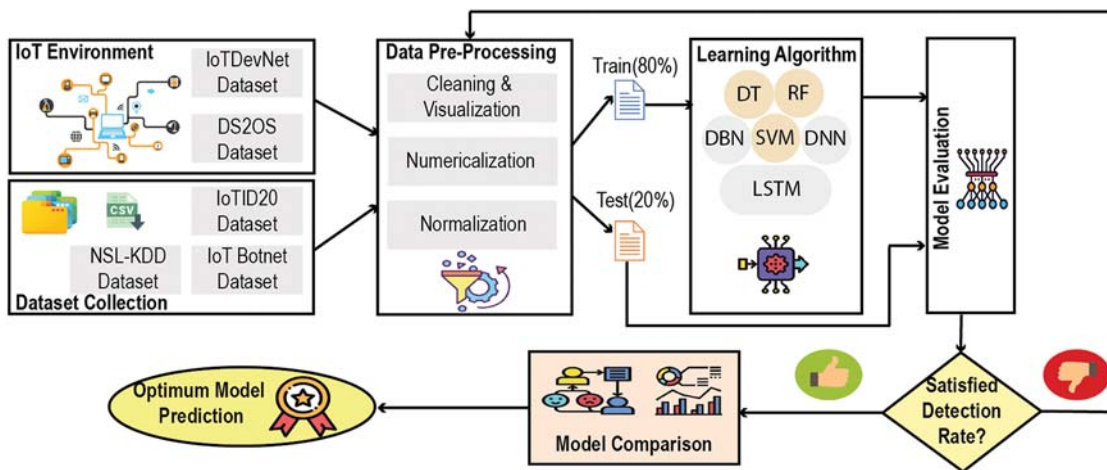 IoT Environment
IoTDevNet
Dataset
DS2OS
Dataset
IoTID20
Dataset
CSV
NSL-KDD
Dataset
IoT Botnet
Dataset
Dataset Collection
Data Pre-Processing
Cleaning &
Visualization
Numericalization
Normalization
Train(80%)
Test(20%)
Learning Algorithm
DT
RF
DBN
SVM
DNN
LSTM
Model Evaluation
Satisfied
Detection
Rate?
Model Comparison
Optimum Model
Prediction